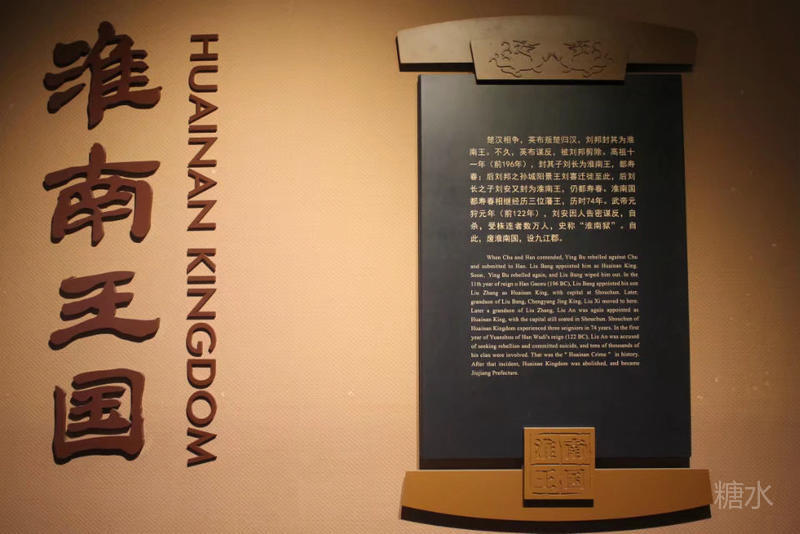 淮南王国
HUAINAN KINGDOM
楚汉相争，英布叛楚归汉，刘邦封其为淮
南王。不久，英布谋反，被刘邦剪除。高祖十
一年（前196年），封其子刘长为淮南王，都寿
春；后刘邦之孙城阳景王刘喜迁徙至此，后刘
长之子刘安又封为淮南王，仍都寿春。淮南国
都寿春相继经历三位藩王，历时74年。武帝元
狩元年（前122年），刘安因人告密谋反，自
杀，受株连者数万人，史称“淮南狱”。自
此，废淮南国，设九江郡。
When Chu and Han contended, Ying Bu rebelled against Chu
and submitted to Han. Liu Bang appointed him as Huainan King.
Soon, Ying Bu rebelled again, and Liu Bang wiped him out. In the
11th year of reign o Han Gaozu (196 BC), Liu Bang appointed his son
Liu Zhang as Huainan King, with capital at Shouchun. Later,
grandson of Liu Bang, Chengyang Jing King, Liu Xi moved to here.
Later a grandson of Liu Zhang, Liu An was again appointed as
Huainan King, with the capital still seated in Shouchun. Shouchun of
Huainan Kingdom experienced three seigniors in 74 years. In the first
year of Yuanshou of Han Wudi's reign (122 BC), Liu An was accused
of seeking rebellion and committed suicide, and tens of thousands of
his clan were involved. That was the “Huainan Crime” in history.
After that incident, Huainan Kingdom was abolished, and became
Jiujiang Prefecture.
淮南
王国
糖水